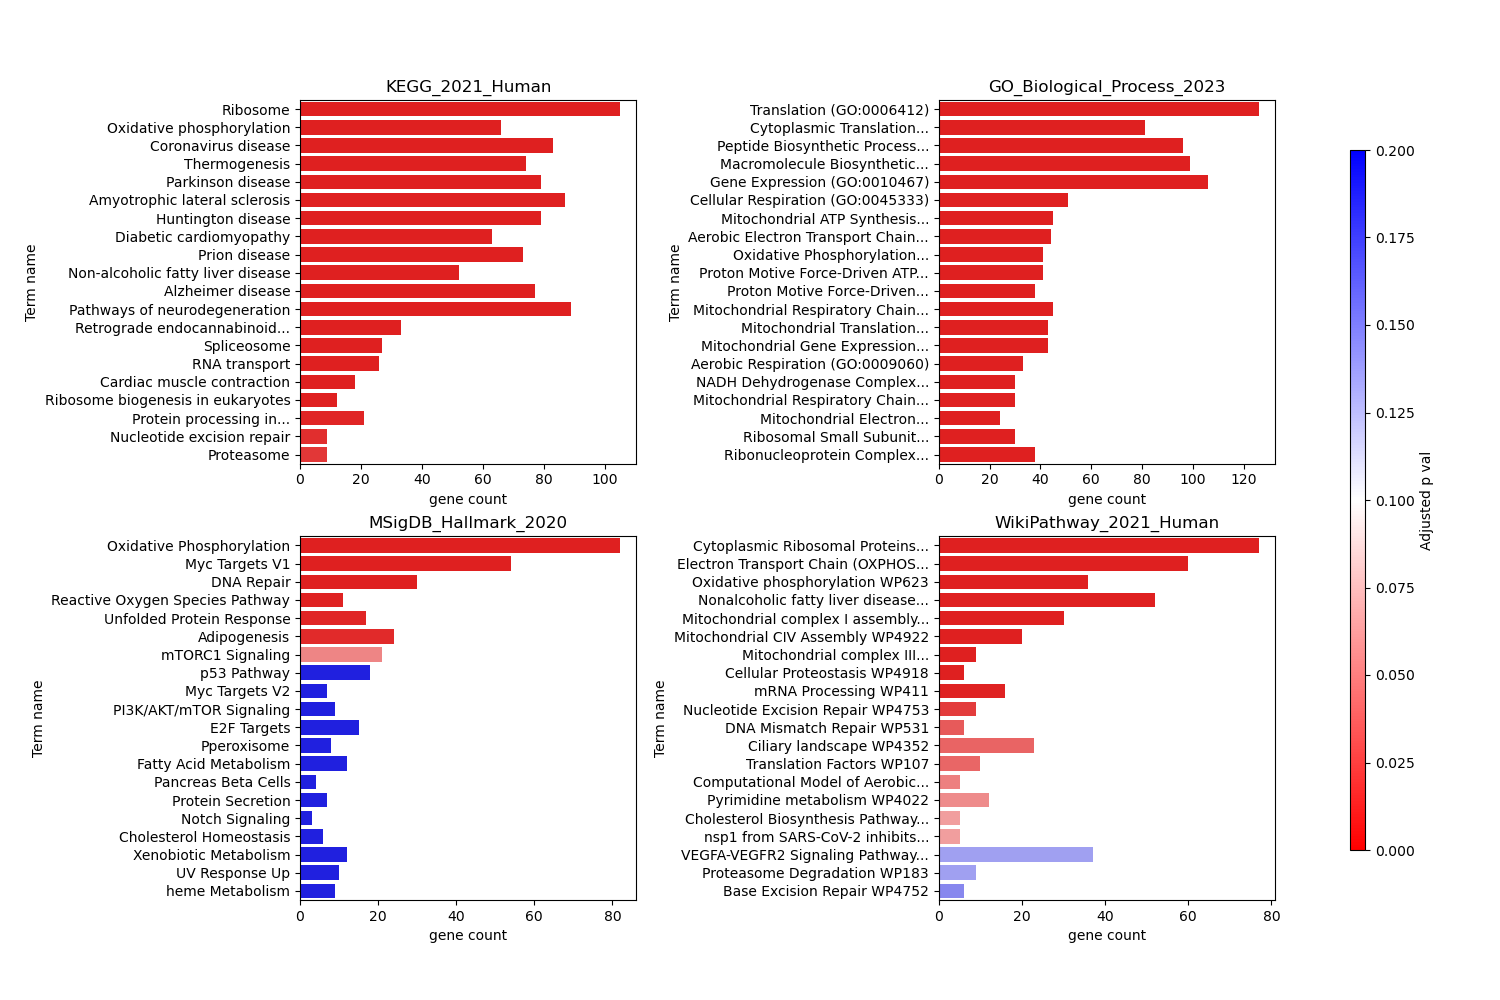 KEGG_2021_Human
Term name
Ribosome
Oxidative phosphorylation
Coronavirus disease
Thermogenesis
Parkinson disease
Amyotrophic lateral sclerosis
Huntington disease
Diabetic cardiomyopathy
Prion disease
Non-alcoholic fatty liver disease
Alzheimer disease
Pathways of neurodegeneration
Retrograde endocannabinoid...
Spliceosome
RNA transport
Cardiac muscle contraction
Ribosome biogenesis in eukaryotes
Protein processing in...
Nucleotide excision repair
Proteasome
0 20 40 60 80 100
gene count
GO_Biological_Process_2023
Term name
Translation (GO:0006412)
Cytoplasmic Translation...
Peptide Biosynthetic Process...
Macromolecule Biosynthetic...
Gene Expression (GO:0010467)
Cellular Respiration (GO:0045333)
Mitochondrial ATP Synthesis...
Aerobic Electron Transport Chain...
Oxidative Phosphorylation...
Proton Motive Force-Driven ATP...
Proton Motive Force-Driven...
Mitochondrial Respiratory Chain...
Mitochondrial Translation...
Mitochondrial Gene Expression...
Aerobic Respiration (GO:0009060)
NADH Dehydrogenase Complex...
Mitochondrial Respiratory Chain...
Mitochondrial Electron...
Ribosomal Small Subunit...
Ribonucleoprotein Complex...
0 20 40 60 80 100 120
gene count
MSigDB_Hallmark_2020
Term name
Oxidative Phosphorylation
Myc Targets V1
DNA Repair
Reactive Oxygen Species Pathway
Unfolded Protein Response
Adipogenesis
mTORC1 Signaling
p53 Pathway
Myc Targets V2
PI3K/AKT/mTOR Signaling
E2F Targets
Pperoxisome
Fatty Acid Metabolism
Pancreas Beta Cells
Protein Secretion
Notch Signaling
Cholesterol Homeostasis
Xenobiotic Metabolism
UV Response Up
heme Metabolism
0 20 40 60 80
gene count
WikiPathway_2021_Human
Term name
Cytoplasmic Ribosomal Proteins...
Electron Transport Chain (OXPHOS...
Oxidative phosphorylation WP623
Nonalcoholic fatty liver disease...
Mitochondrial complex I assembly...
Mitochondrial CIV Assembly WP4922
Mitochondrial complex III...
Cellular Proteostasis WP4918
mRNA Processing WP411
Nucleotide Excision Repair WP4753
DNA Mismatch Repair WP531
Ciliary landscape WP4352
Translation Factors WP107
Computational Model of Aerobic...
Pyrimidine metabolism WP4022
Cholesterol Biosynthesis Pathway...
nsp1 from SARS-CoV-2 inhibits...
VEGFA-VEGFR2 Signaling Pathway...
Proteasome Degradation WP183
Base Excision Repair WP4752
0 20 40 60 80
gene count
0.200
0.175
0.150
0.125
0.100
0.075
0.050
0.025
0.000
Adjusted p val